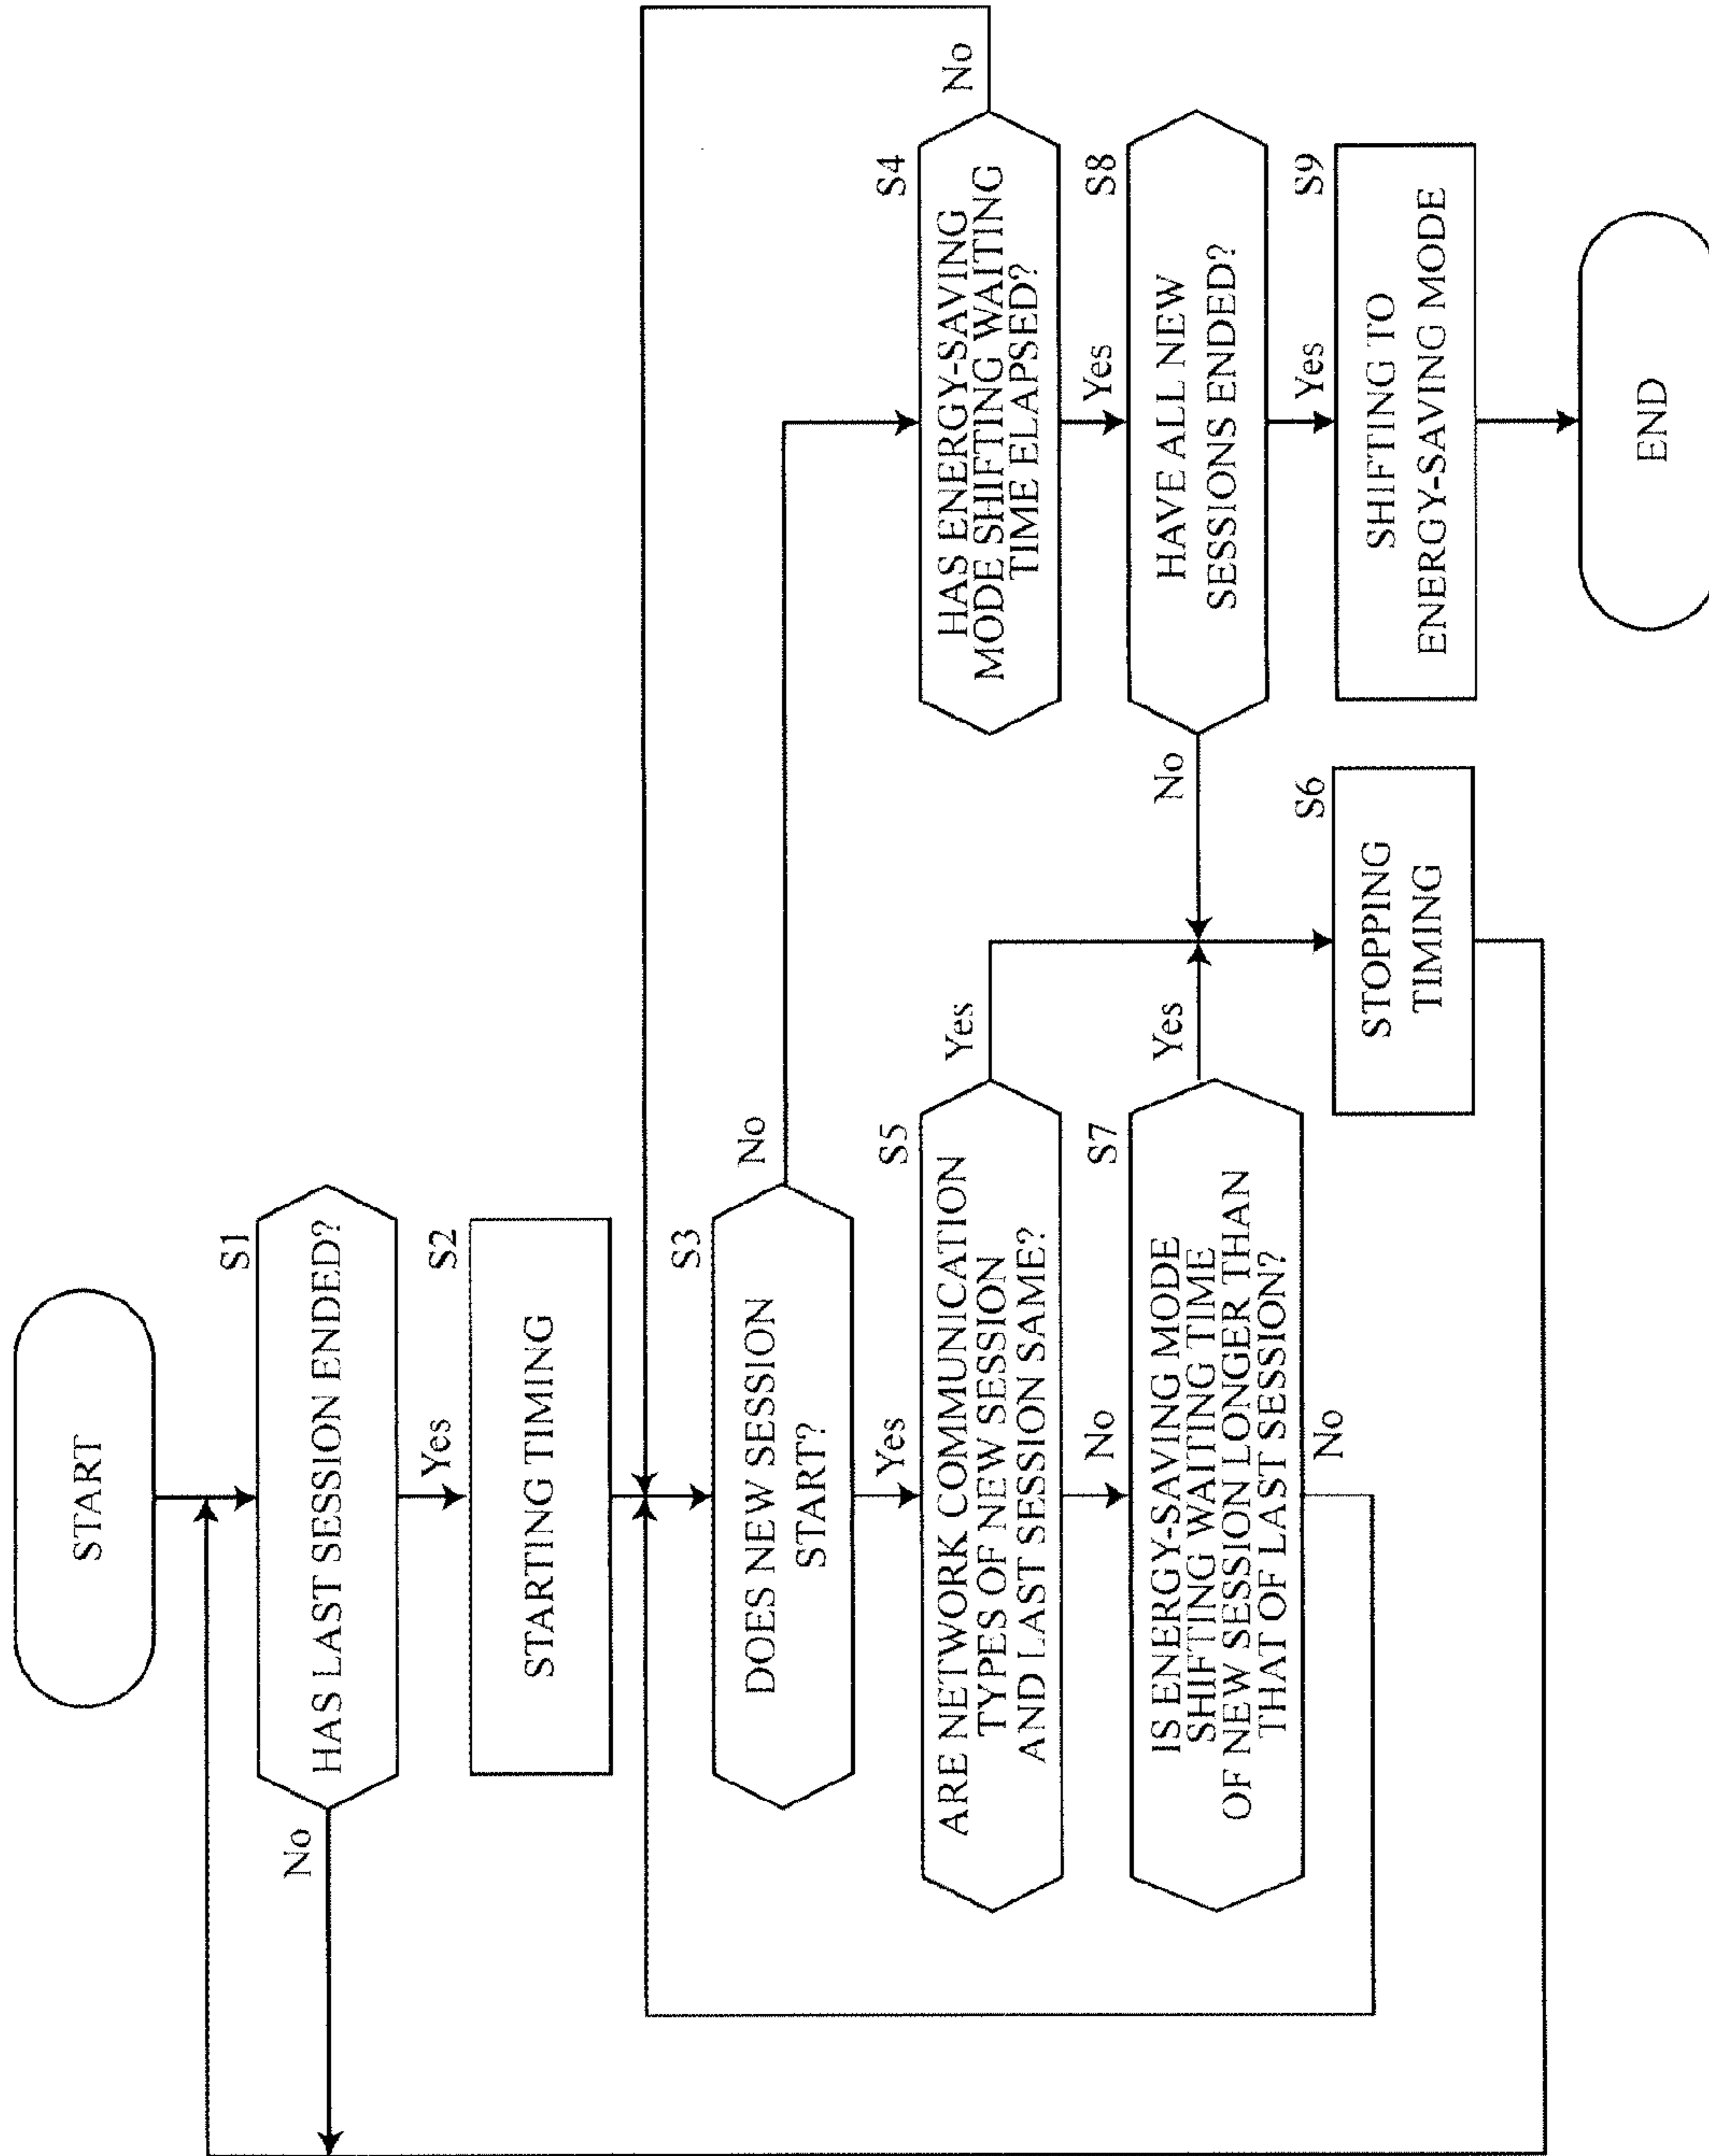 START
S1
HAS LAST SESSION ENDED?
No
Yes
S2
STARTING TIMING
S3
DOES NEW SESSION
START?
No
Yes
S5
ARE NETWORK COMMUNICATION
TYPES OF NEW SESSION
AND LAST SESSION SAME?
Yes
No
S7
IS ENERGY-SAVING MODE
SHIFTING WAITING TIME
OF NEW SESSION LONGER THAN
THAT OF LAST SESSION?
Yes
No
S6
STOPPING
TIMING
S4
HAS ENERGY-SAVING
MODE SHIFTING WAITING
TIME ELAPSED?
No
Yes
S8
HAVE ALL NEW
SESSIONS ENDED?
No
Yes
S9
SHIFTING TO
ENERGY-SAVING MODE
END